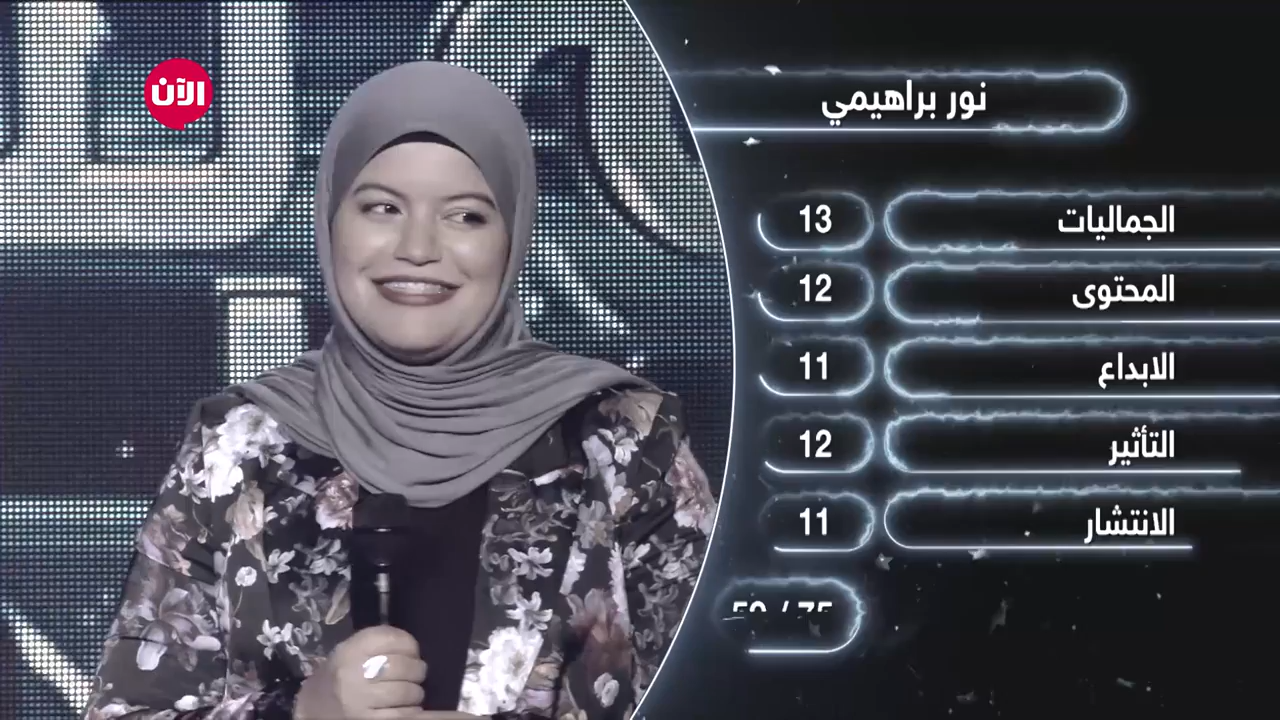 الآن
نور براهيمي
الجماليات 13
المحتوى 12
الابداع 11
التأثير 12
الانتشار 11